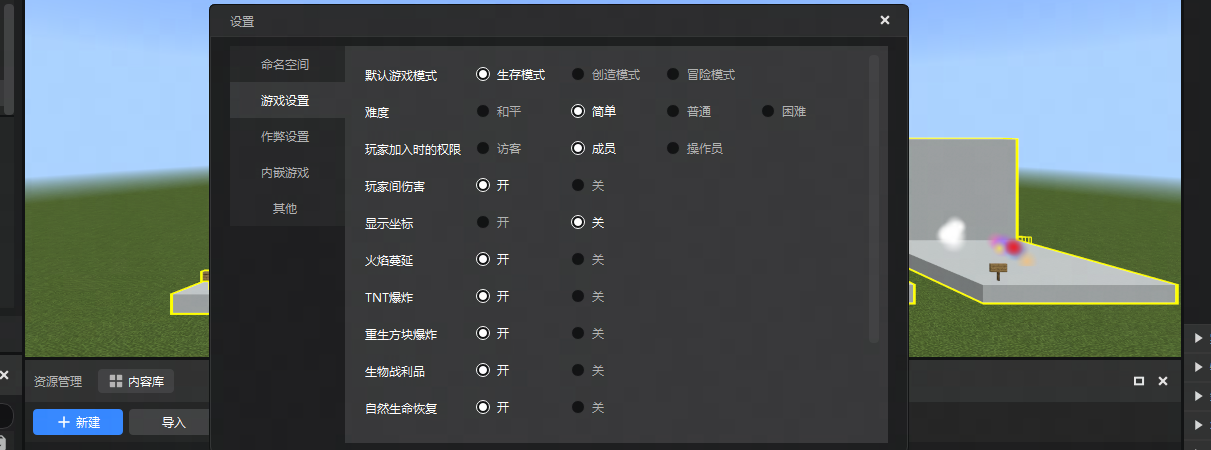 设置
命名空间
游戏设置
作弊设置
内嵌游戏
其他
默认游戏模式 生存模式 创造模式 冒险模式
难度 和平 简单 普通 困难
玩家加入时的权限 访客 成员 操作员
玩家间伤害 开 关
显示坐标 开 关
火焰蔓延 开 关
TNT爆炸 开 关
重生方块爆炸 开 关
生物战利品 开 关
自然生命恢复 开 关
资源管理 内容库
新建 导入